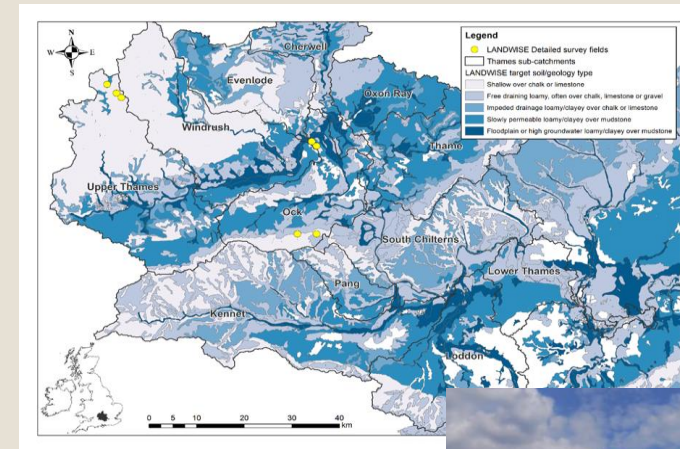 N
W E
S
Legend
LANDWISE Detailed survey fields
Thames sub-catchments
LANDWISE target soil/geology type
Shallow over chalk or limestone
Free draining loamy, often over chalk, limestone or gravel
Impeded drainage loamy/clayey over chalk or limestone
Slowly permeable loamy/clayey over mudstone
Floodplain or high groundwater loamy/clayey over mudstone
Cherwell
Evenlode
Oxon Ray
Windrush
Thame
Upper Thames
Ock
South Chilterns
Lower Thames
Pang
Kennet
Loddon
0 5 10 20 30 40
km